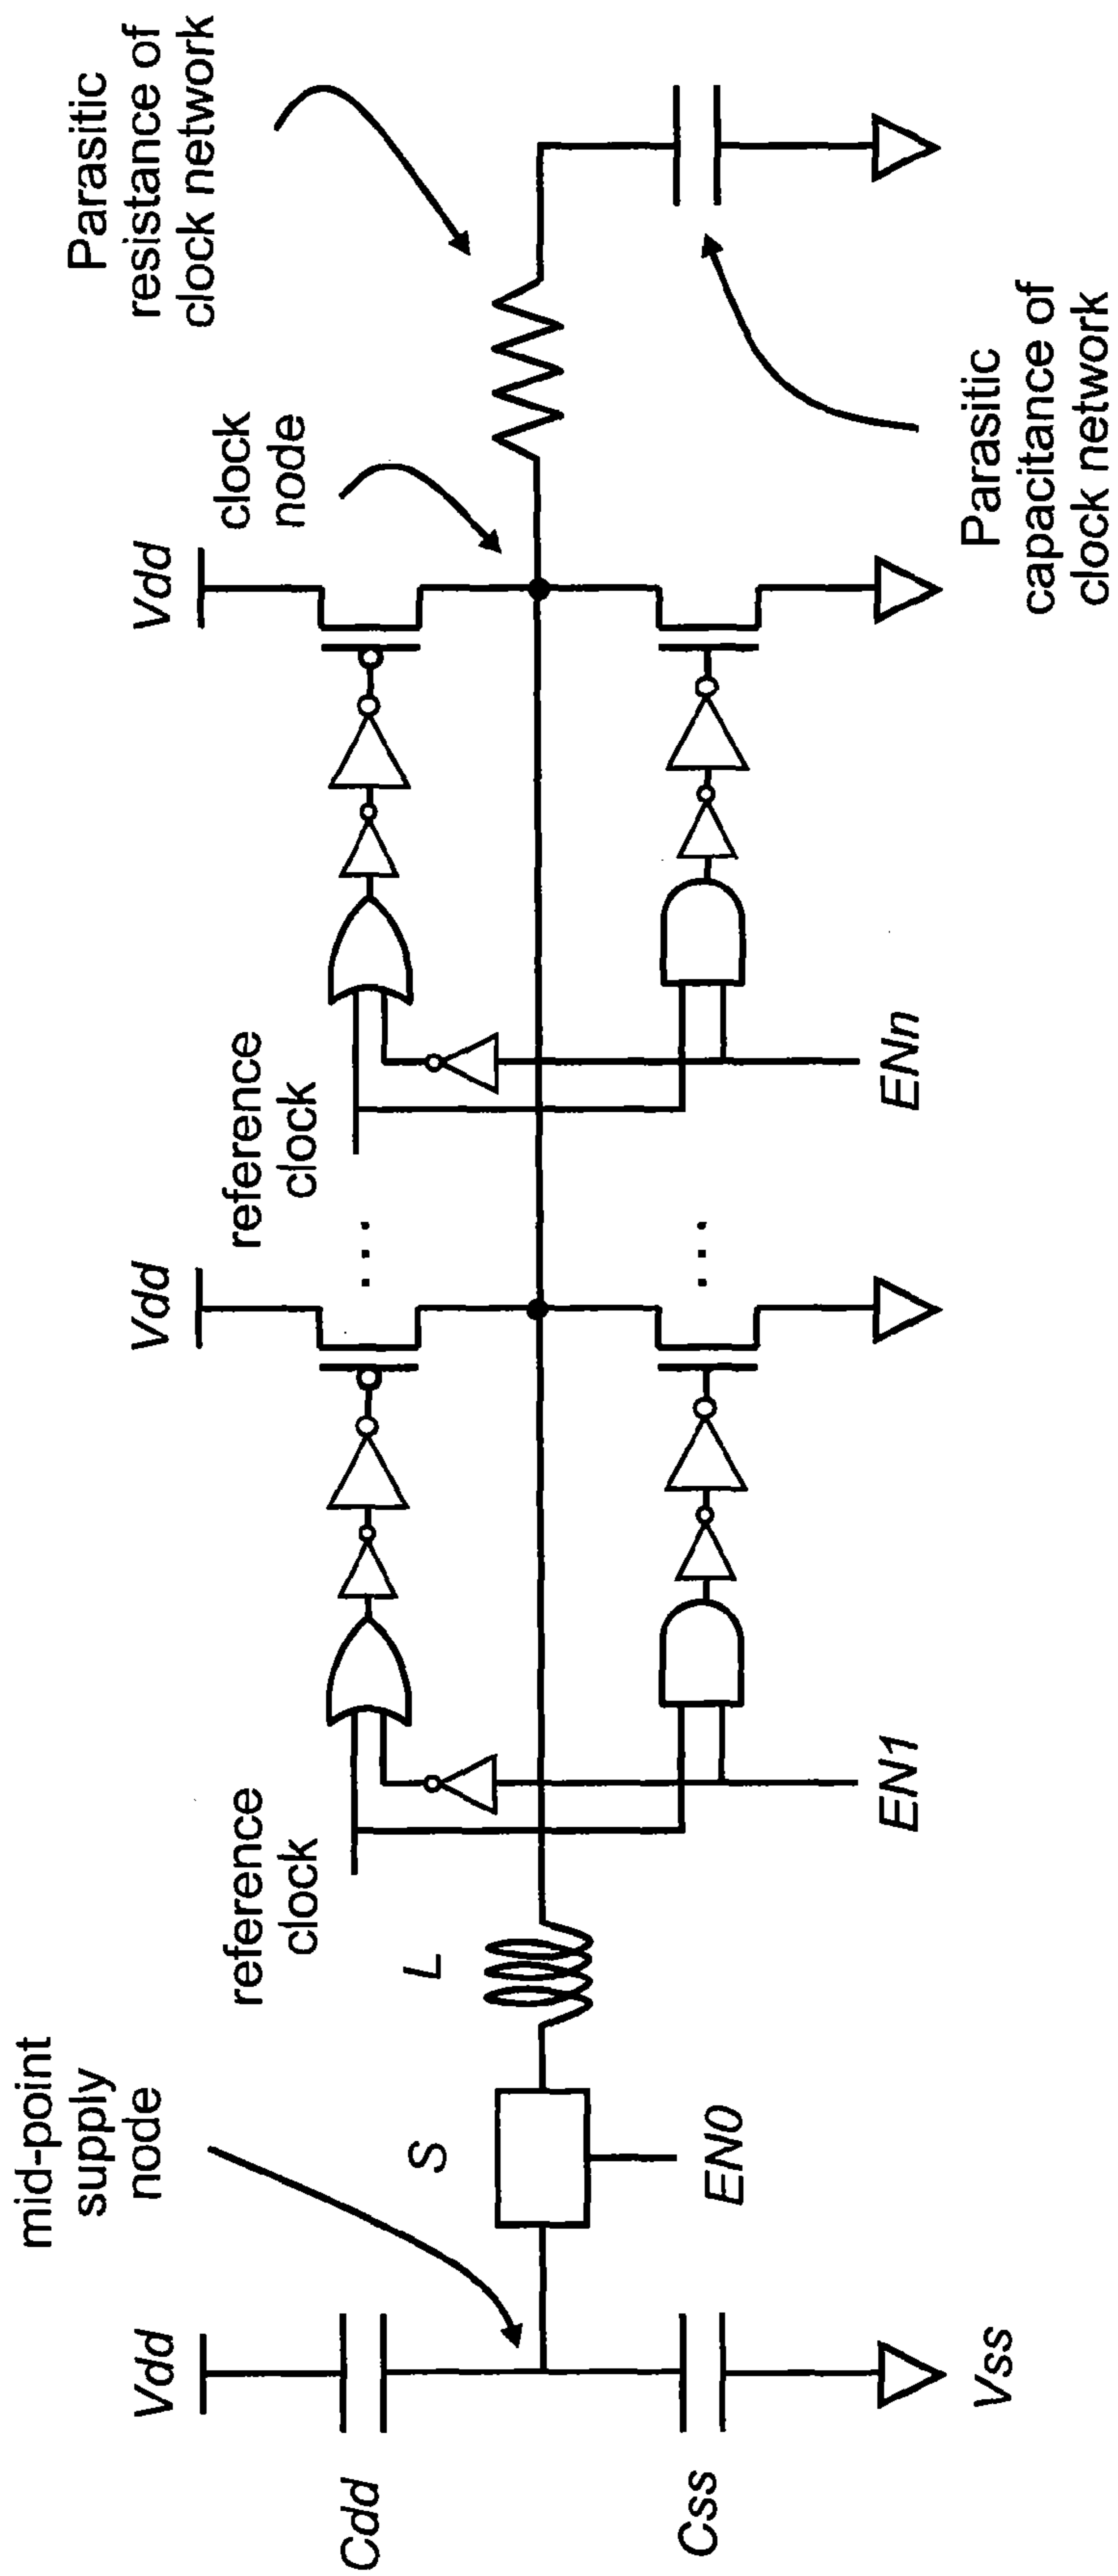 Vdd
Cdd
Css
Vss
mid-point
supply
node
S
EN0
L
reference
clock
EN1
Vdd
. . .
. . .
reference
clock
ENn
Vdd
clock
node
Parasitic
resistance of
clock network
Parasitic
capacitance of
clock network